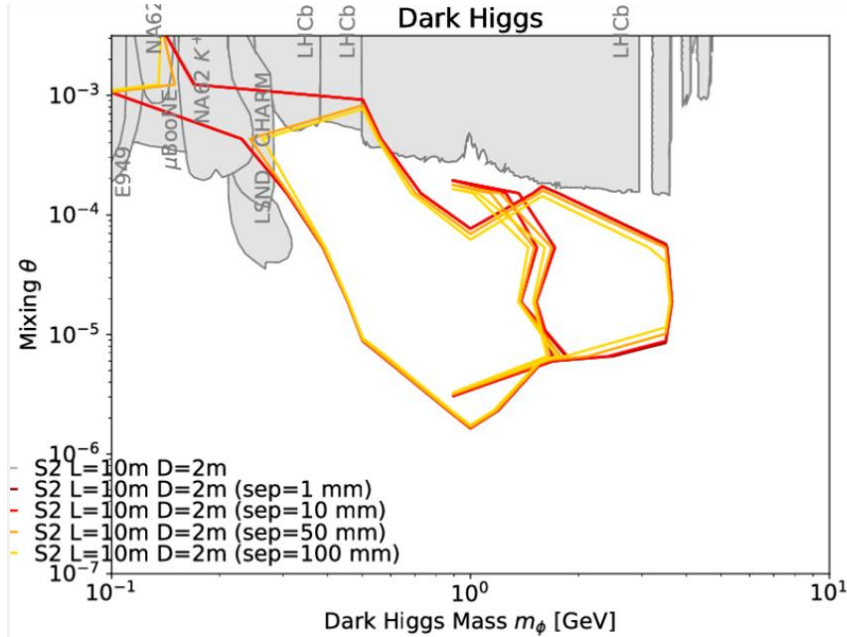 Dark Higgs
NA62
LHCb
LHCb
LHCb
E949
μBooNE
NA62 K⁺
LSND
CHARM
10⁻³
10⁻⁴
10⁻⁵
10⁻⁶
10⁻⁷
Mixing θ
S2 L=10m D=2m
S2 L=10m D=2m (sep=1 mm)
S2 L=10m D=2m (sep=10 mm)
S2 L=10m D=2m (sep=50 mm)
S2 L=10m D=2m (sep=100 mm)
10⁻¹
10⁰
10¹
Dark Higgs Mass m_ϕ [GeV]